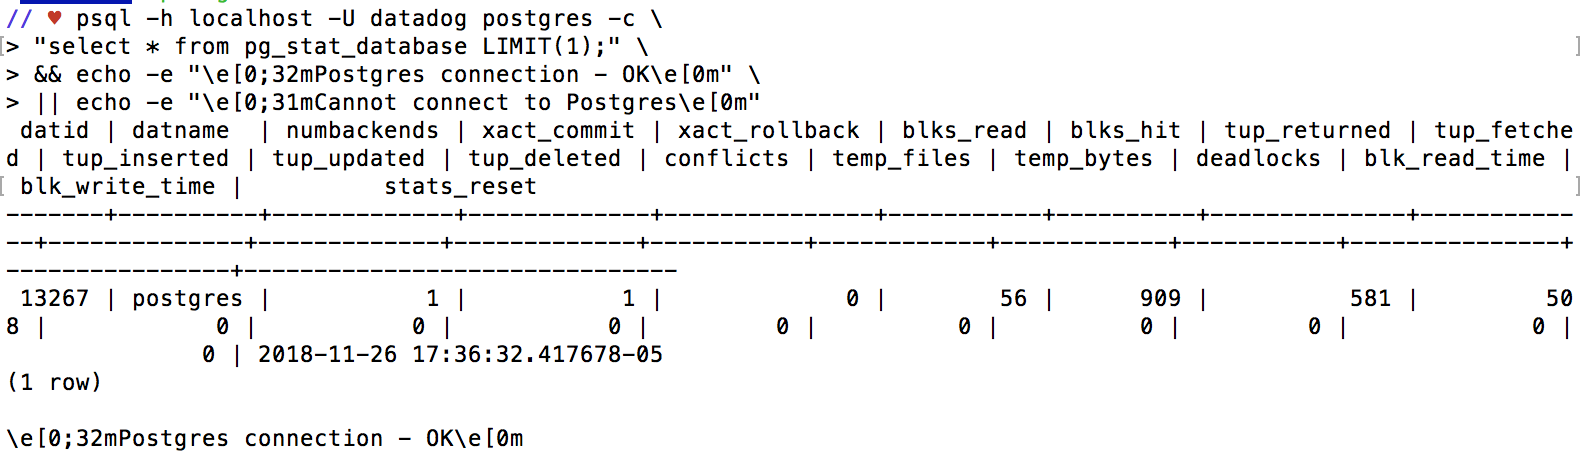 // ♥ psql -h localhost -U datadog postgres -c \
[> "select * from pg_stat_database LIMIT(1);" \ ]
> && echo -e "\e[0;32mPostgres connection - OK\e[0m" \
> || echo -e "\e[0;31mCannot connect to Postgres\e[0m"
 datid | datname  | numbackends | xact_commit | xact_rollback | blks_read | blks_hit | tup_returned | tup_fetche
d | tup_inserted | tup_updated | tup_deleted | conflicts | temp_files | temp_bytes | deadlocks | blk_read_time |
[ blk_write_time |          stats_reset ]
-------+----------+-------------+-------------+---------------+-----------+----------+--------------+-----------
--+--------------+-------------+-------------+-----------+------------+------------+-----------+---------------+
----------------+-------------------------------
 13267 | postgres |           1 |           1 |             0 |        56 |      909 |          581 |         50
8 |            0 |           0 |           0 |         0 |          0 |          0 |         0 |             0 |
              0 | 2018-11-26 17:36:32.417678-05
(1 row)
\e[0;32mPostgres connection - OK\e[0m